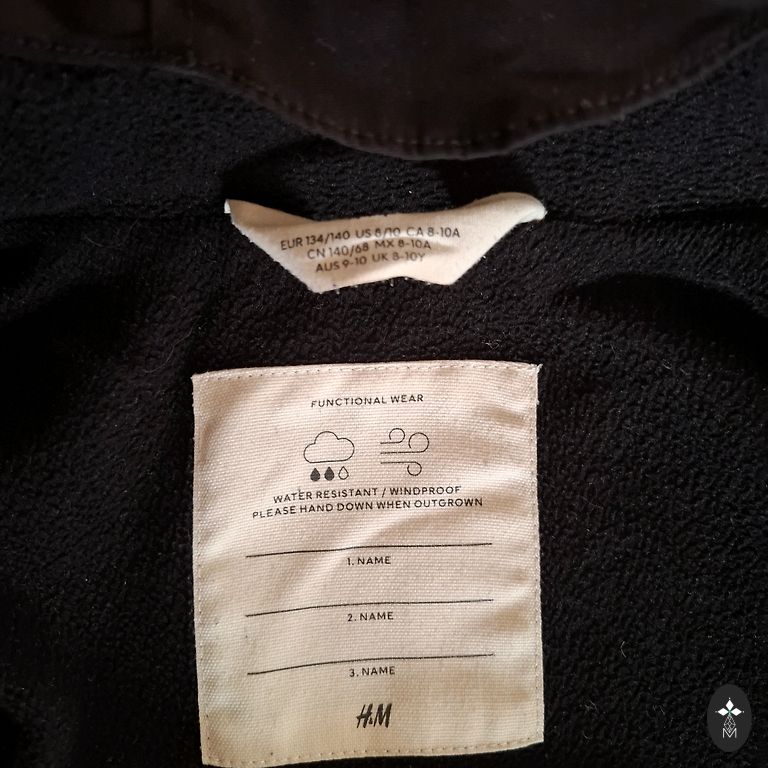 EUR 134/140 US 8/10 CA 8-10A
CN 140/68 MX 8-10A
AUS 9-10 UK 8-10Y
FUNCTIONAL WEAR
WATER RESISTANT / WINDPROOF
PLEASE HAND DOWN WHEN OUTGROWN
1. NAME
2. NAME
3. NAME
H&M
M